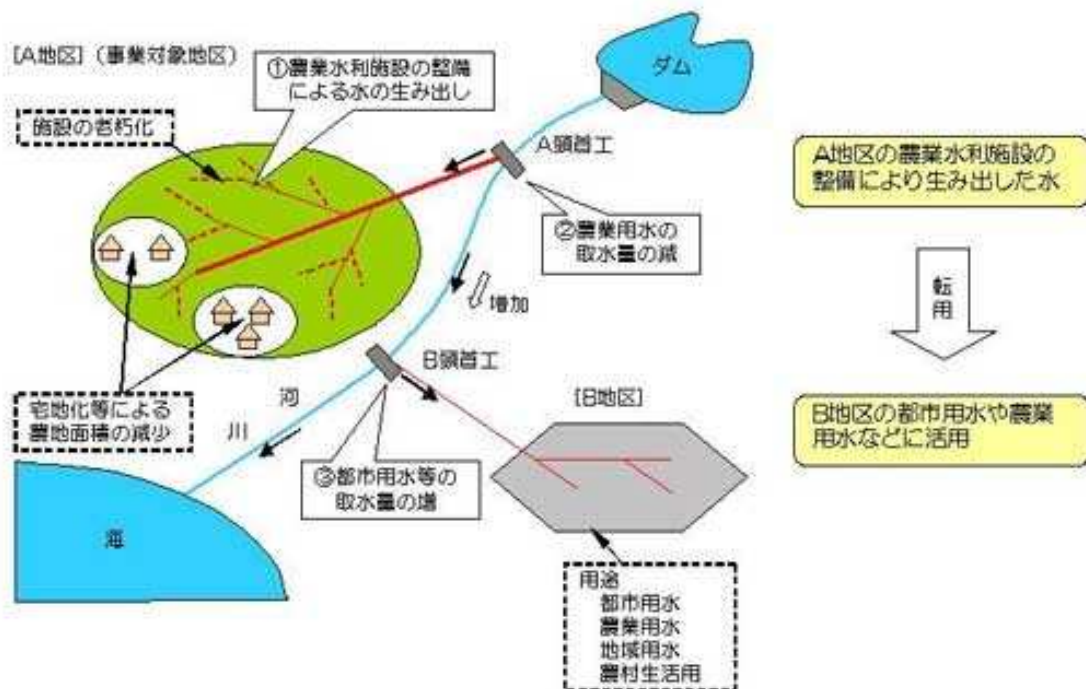 [A地区](事業対象地区)
①農業水利施設の整備
による水の生み出し
ダム
施設の老朽化
A頭首工
②農業用水の
取水量の減
増加
B頭首工
宅地化等による
農地面積の減少
河
川
[B地区]
③都市用水等の
取水量の増
海
用途
都市用水
農業用水
地域用水
農村生活用
A地区の農業水利施設の
整備により生み出した水
転
用
B地区の都市用水や農業
用水などに活用